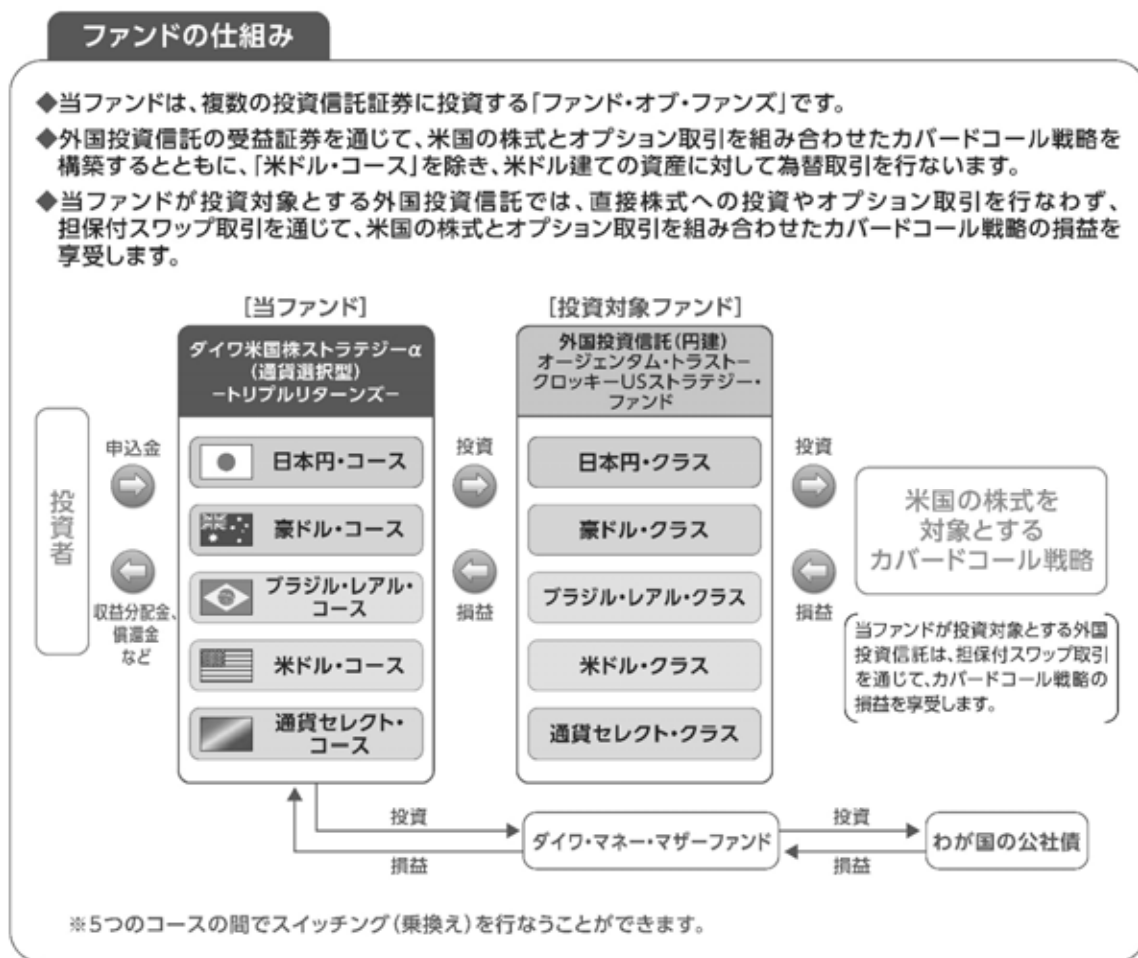 ファンドの仕組み
◆当ファンドは、複数の投資信託証券に投資する「ファンド・オブ・ファンズ」です。
◆外国投資信託の受益証券を通じて、米国の株式とオプション取引を組み合わせたカバードコール戦略を
構築するとともに、「米ドル・コース」を除き、米ドル建ての資産に対して為替取引を行ないます。
◆当ファンドが投資対象とする外国投資信託では、直接株式への投資やオプション取引を行なわず、
担保付スワップ取引を通じて、米国の株式とオプション取引を組み合わせたカバードコール戦略の損益を
享受します。
[当ファンド]
[投資対象ファンド]
ダイワ米国株ストラテジーα
(通貨選択型)
－トリプルリターンズ－
外国投資信託(円建)
オージェンタム・トラスト－
クロッキーUSストラテジー・
ファンド
投資者
申込金
収益分配金、
償還金
など
日本円・コース
豪ドル・コース
ブラジル・レアル・
コース
米ドル・コース
通貨セレクト・
コース
投資
損益
日本円・クラス
豪ドル・クラス
ブラジル・レアル・クラス
米ドル・クラス
通貨セレクト・クラス
投資
損益
米国の株式を
対象とする
カバードコール戦略
当ファンドが投資対象とする外国
投資信託は、担保付スワップ取引
を通じて、カバードコール戦略の
損益を享受します。
投資
損益
ダイワ・マネー・マザーファンド
投資
損益
わが国の公社債
※5つのコースの間でスイッチング(乗換え)を行なうことができます。